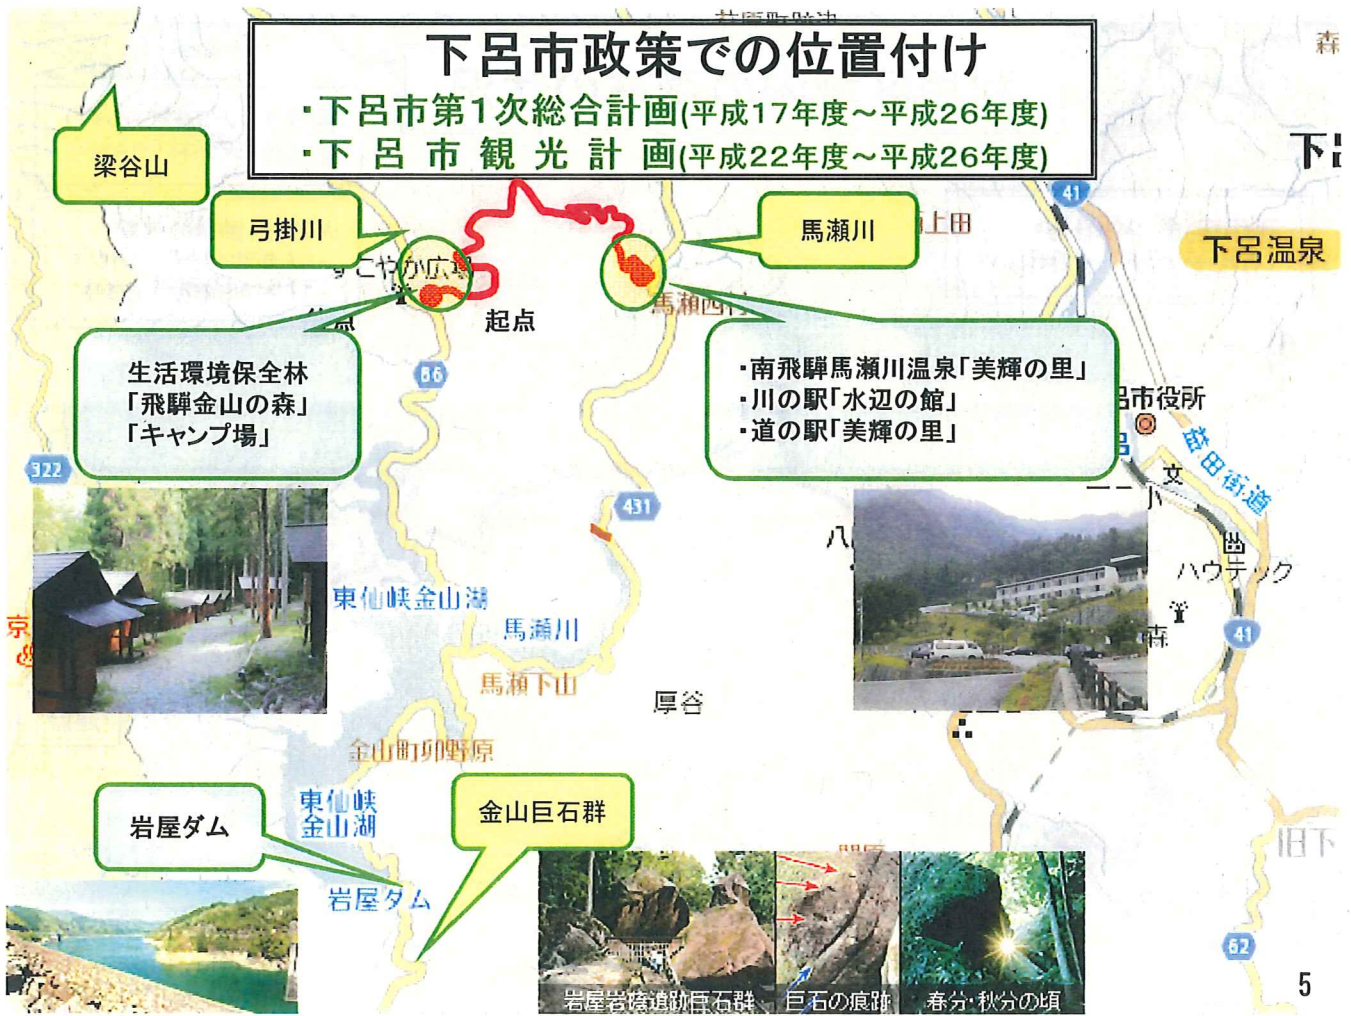 下呂市政策での位置付け
・下呂市第1次総合計画(平成17年度～平成26年度)
・下呂市観光計画(平成22年度～平成26年度)
森
梁谷山
弓掛川
馬瀬川
41
上田
下呂温泉
起点
生活環境保全林
「飛騨金山の森」
「キャンプ場」
・南飛騨馬瀬川温泉「美輝の里」
・川の駅「水辺の館」
・道の駅「美輝の里」
86
322
431
呂市役所
益田街道
文
小
ハウテック
森
41
東仙峡金山湖
馬瀬川
馬瀬下山
厚谷
金山町卯野原
岩屋ダム
東仙峡
金山湖
金山巨石群
岩屋ダム
旧下
62
岩屋岩蔭遺跡巨石群
巨石の痕跡
春分・秋分の頃
5